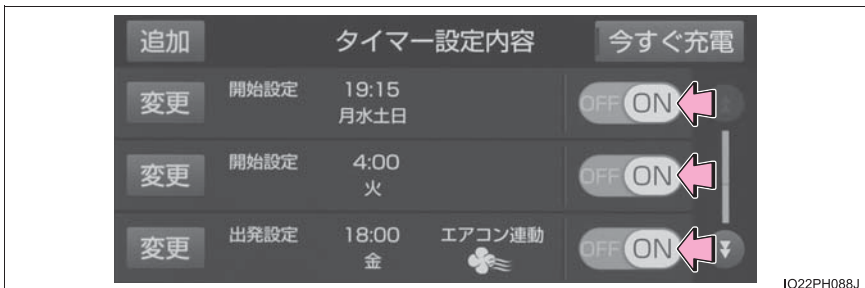 追加 タイマー設定内容 今すぐ充電
変更 開始設定 19:15 OFF ON
月水土日
変更 開始設定 4:00 OFF ON
火
変更 出発設定 18:00 エアコン連動 OFF ON
金
IO22PH088J